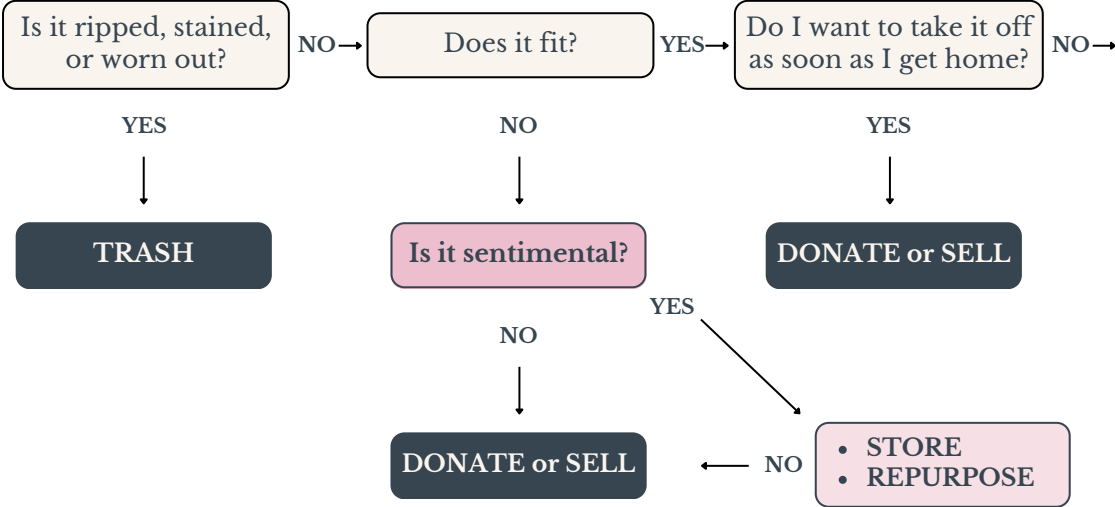 Is it ripped, stained,
or worn out?
NO
Does it fit?
YES
Do I want to take it off
as soon as I get home?
NO
YES
NO
YES
TRASH
Is it sentimental?
DONATE or SELL
YES
NO
DONATE or SELL
NO
• STORE
• REPURPOSE